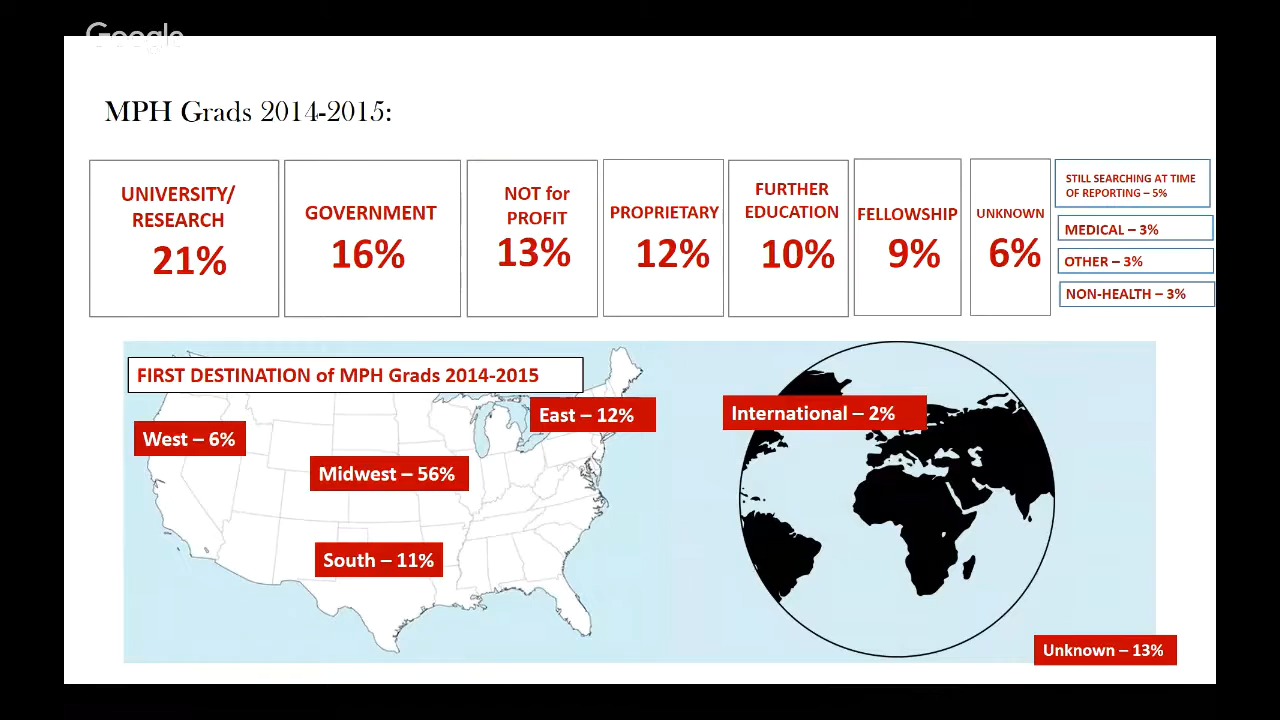 Google
MPH Grads 2014-2015:
UNIVERSITY/
RESEARCH
21%
GOVERNMENT
16%
NOT for
PROFIT
13%
PROPRIETARY
12%
FURTHER
EDUCATION
10%
FELLOWSHIP
9%
UNKNOWN
6%
STILL SEARCHING AT TIME
OF REPORTING – 5%
MEDICAL – 3%
OTHER – 3%
NON-HEALTH – 3%
FIRST DESTINATION of MPH Grads 2014-2015
East – 12%
West – 6%
Midwest – 56%
South – 11%
International – 2%
Unknown – 13%